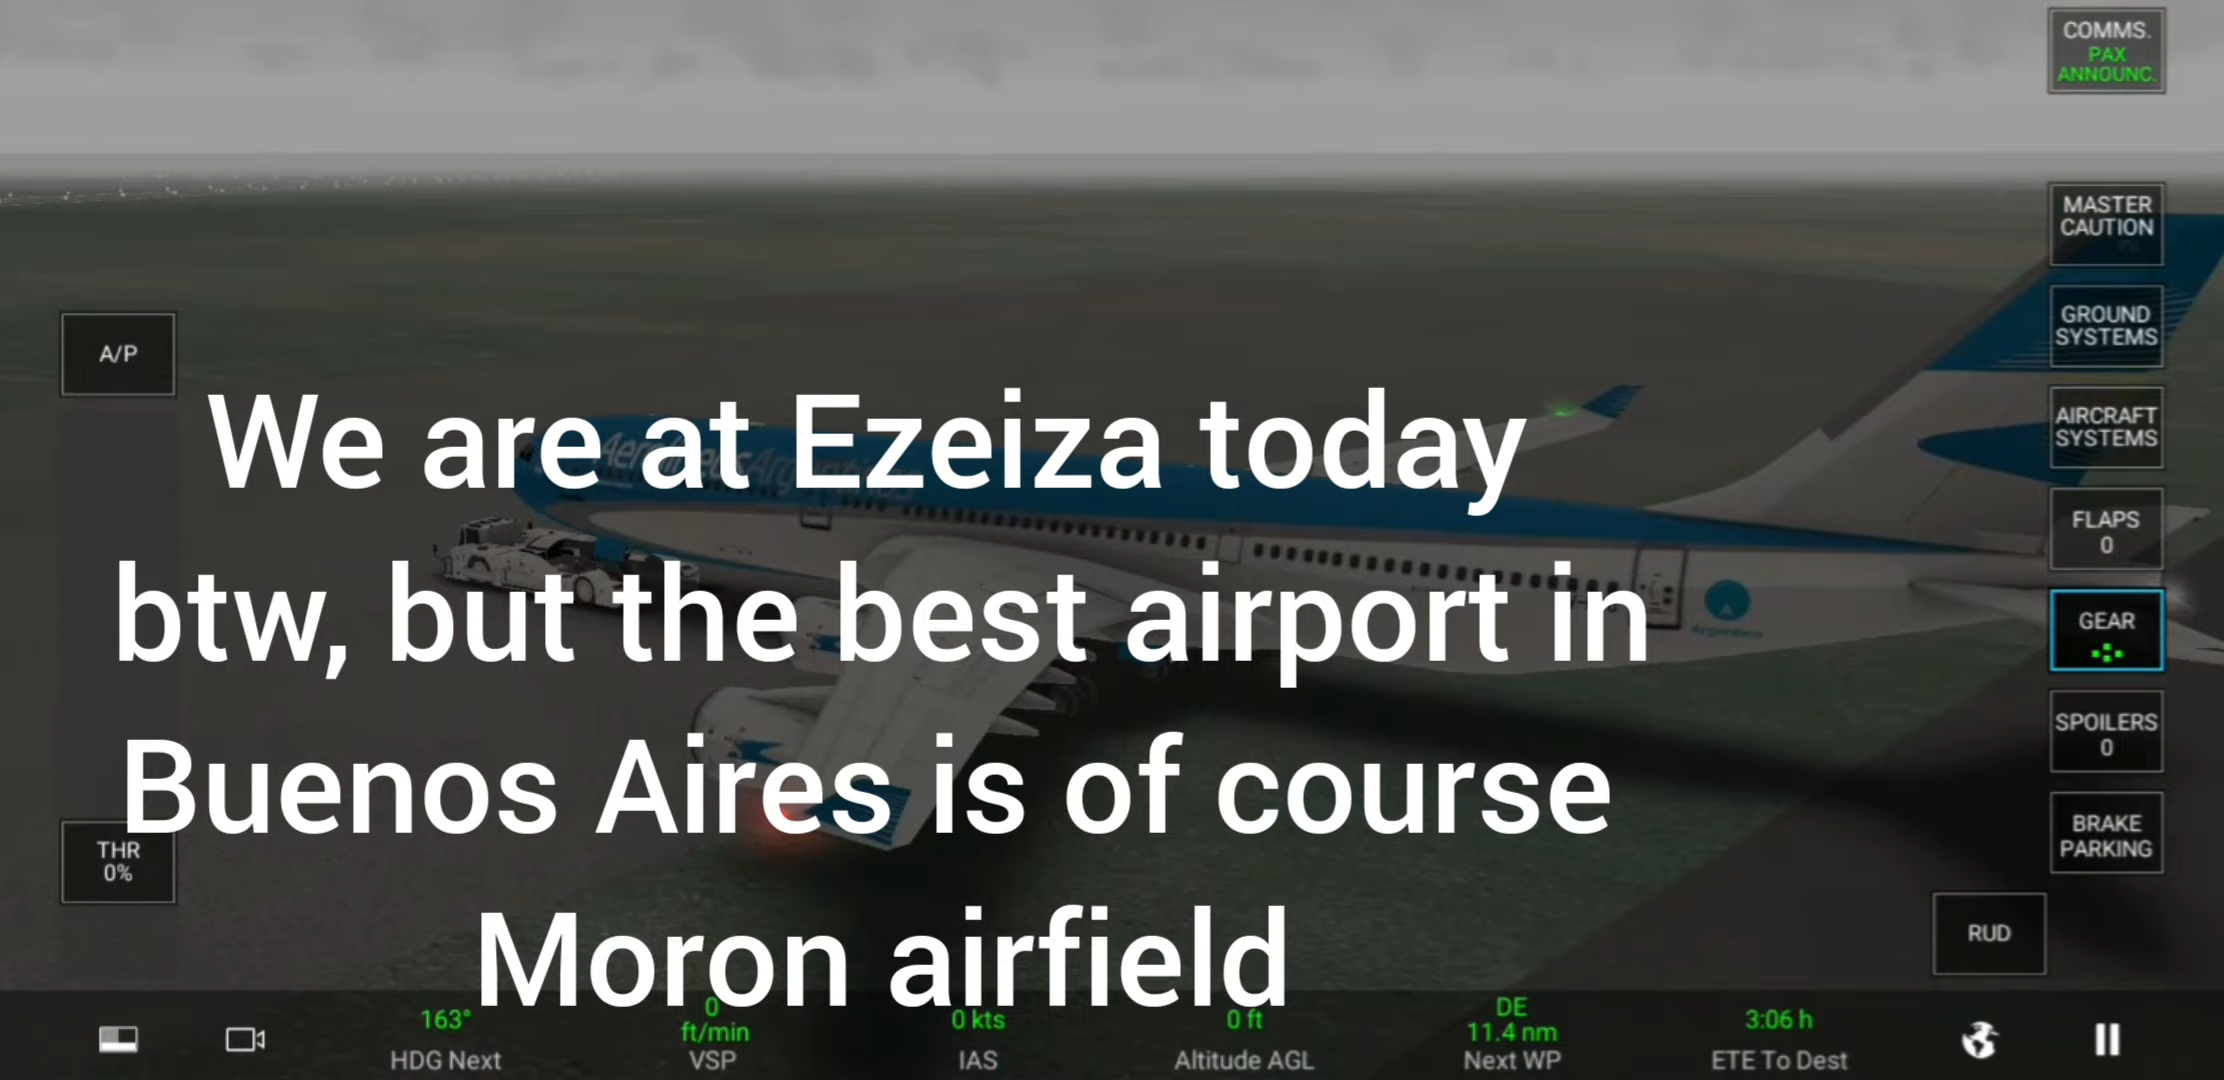 COMMS.
PAX
ANNOUNC.
MASTER
CAUTION
GROUND
SYSTEMS
A/P
AIRCRAFT
SYSTEMS
We are at Ezeiza today
btw, but the best airport in
Buenos Aires is of course
Moron airfield
Aerolíneas Argentinas
Argentina
FLAPS
0
GEAR
SPOILERS
0
BRAKE
PARKING
THR
0%
RUD
163°
HDG Next
0
ft/min
VSP
0 kts
IAS
0 ft
Altitude AGL
DE
11.4 nm
Next WP
3:06 h
ETE To Dest